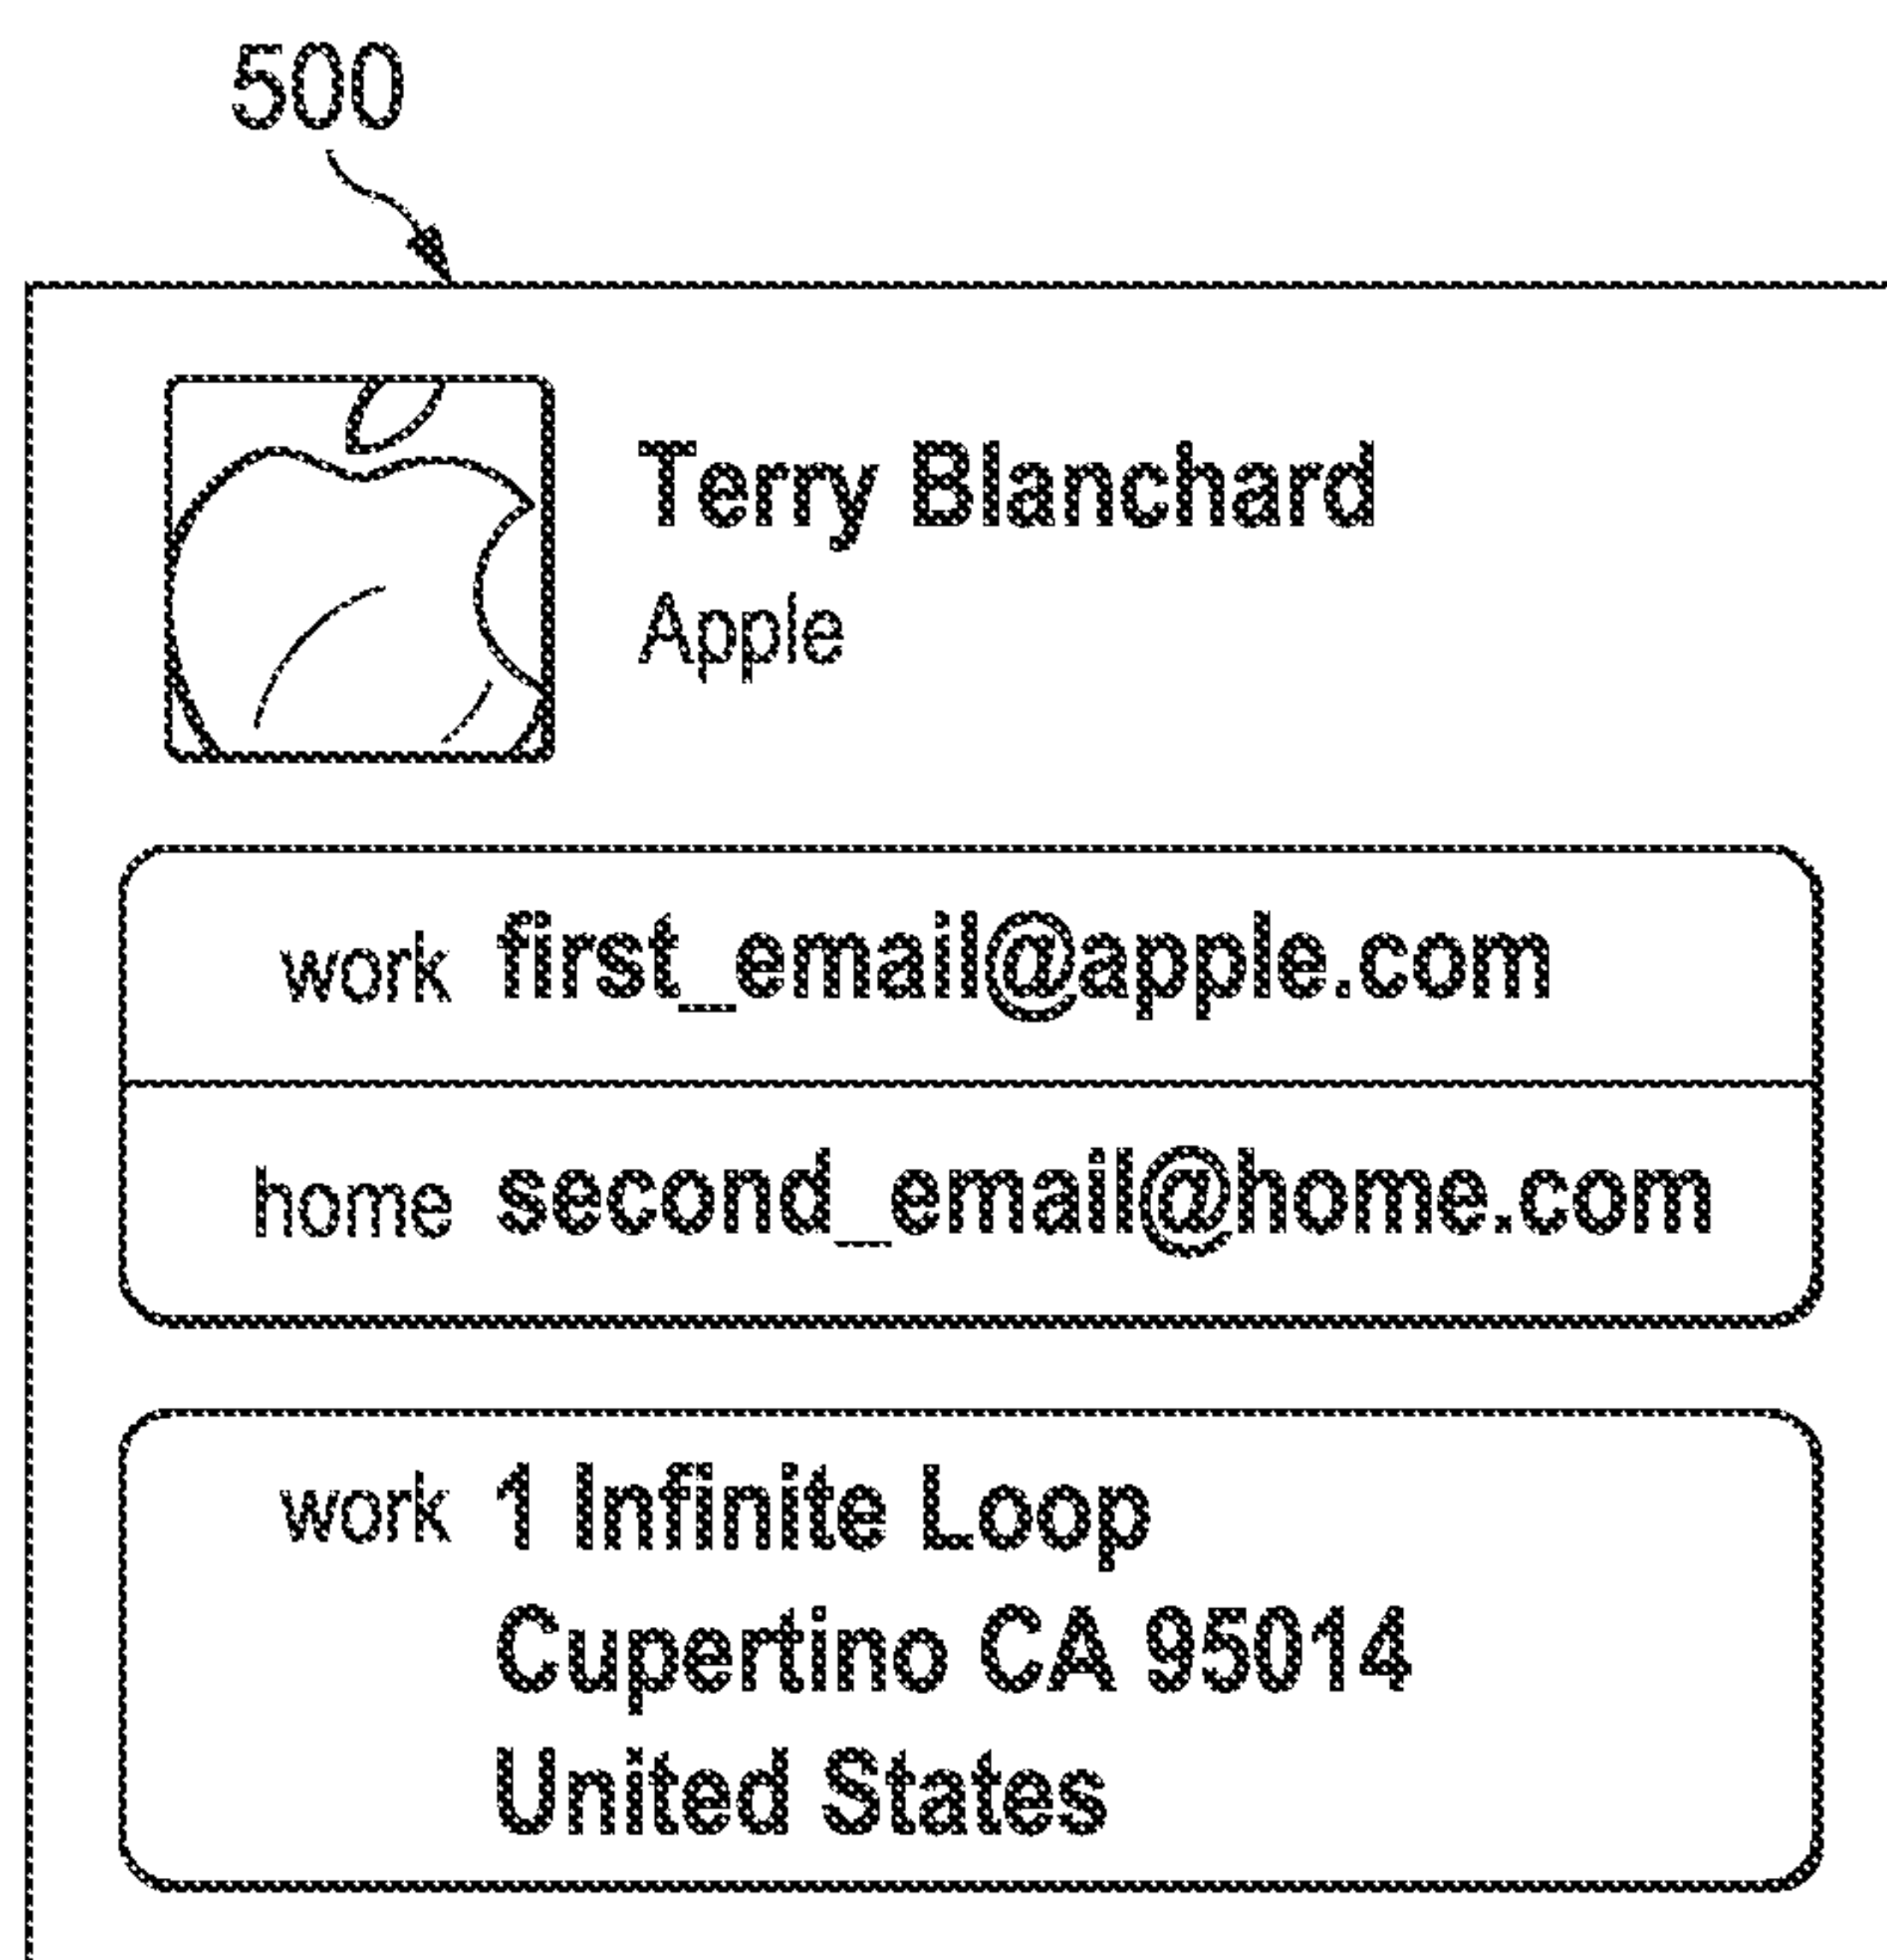 500
Terry Blanchard
Apple
work first_email@apple.com
home second_email@home.com
work 1 Infinite Loop
Cupertino CA 95014
United States